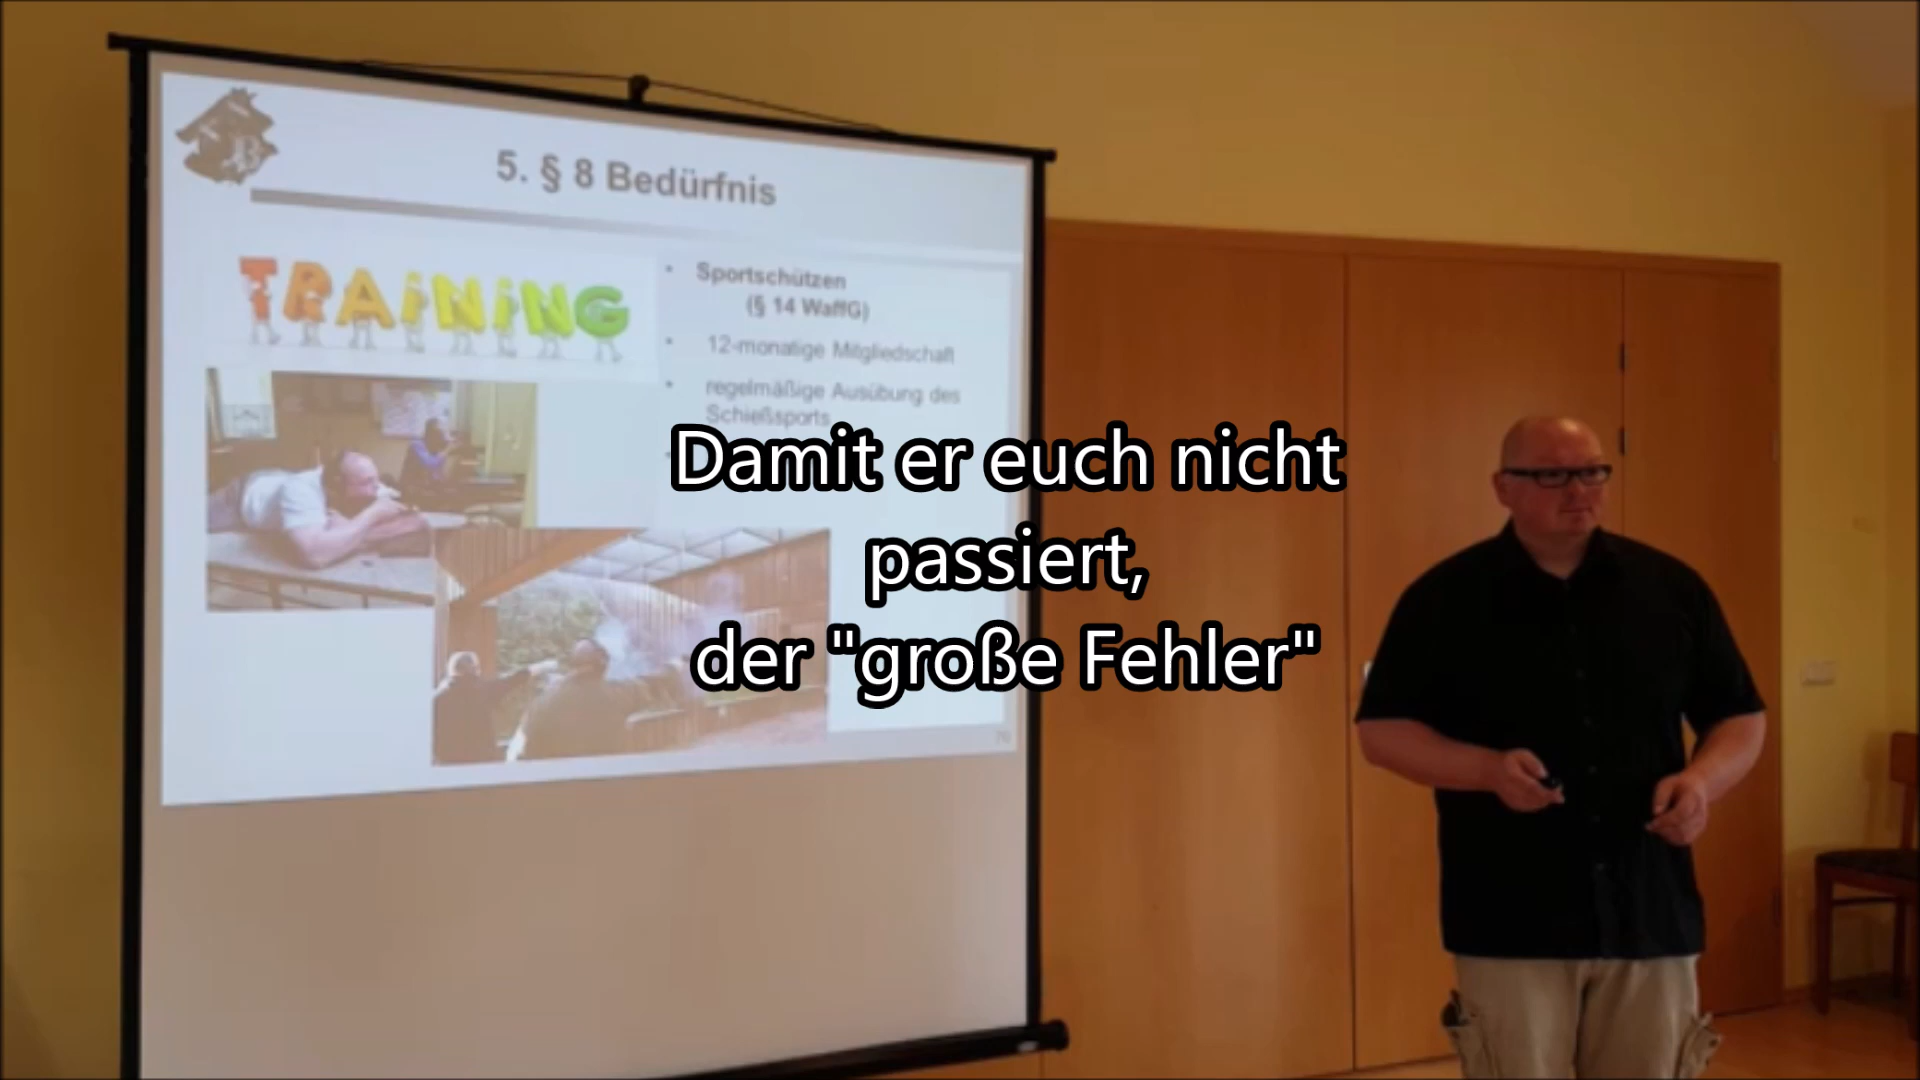 5. § 8 Bedürfnis
TRAiNiNG
• Sportschützen
(§ 14 WaffG)
• 12-monatige Mitgliedschaft
• regelmäßige Ausübung des
Schießsports
Damit er euch nicht
passiert,
der "große Fehler"